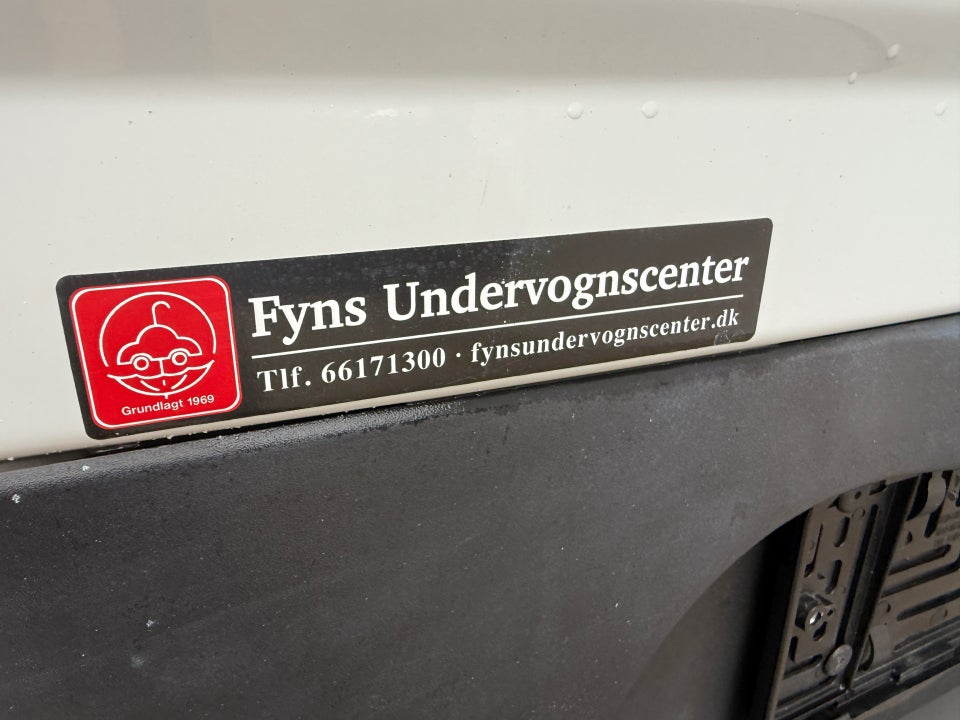 Fyns Undervognscenter
Tlf. 66171300 · fynsundervognscenter.dk
Grundlagt 1969